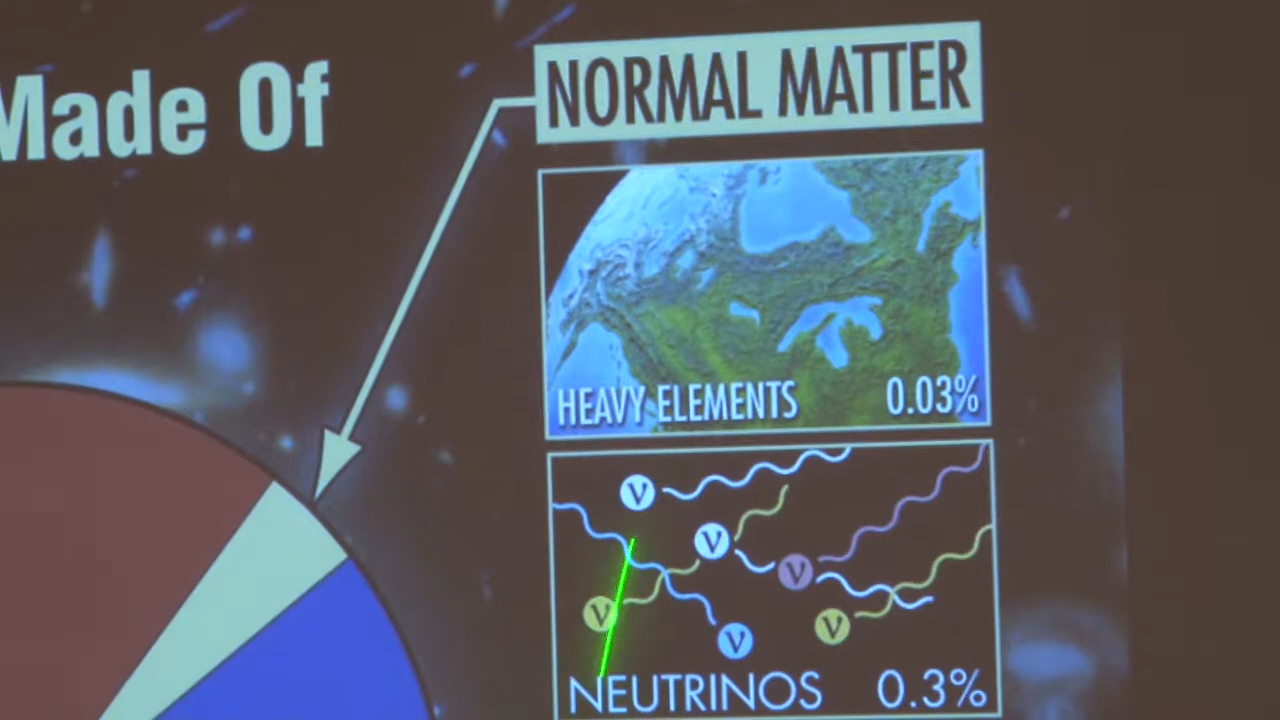 Made Of
NORMAL MATTER
HEAVY ELEMENTS 0.03%
ν
ν
ν
ν
ν
ν
NEUTRINOS 0.3%